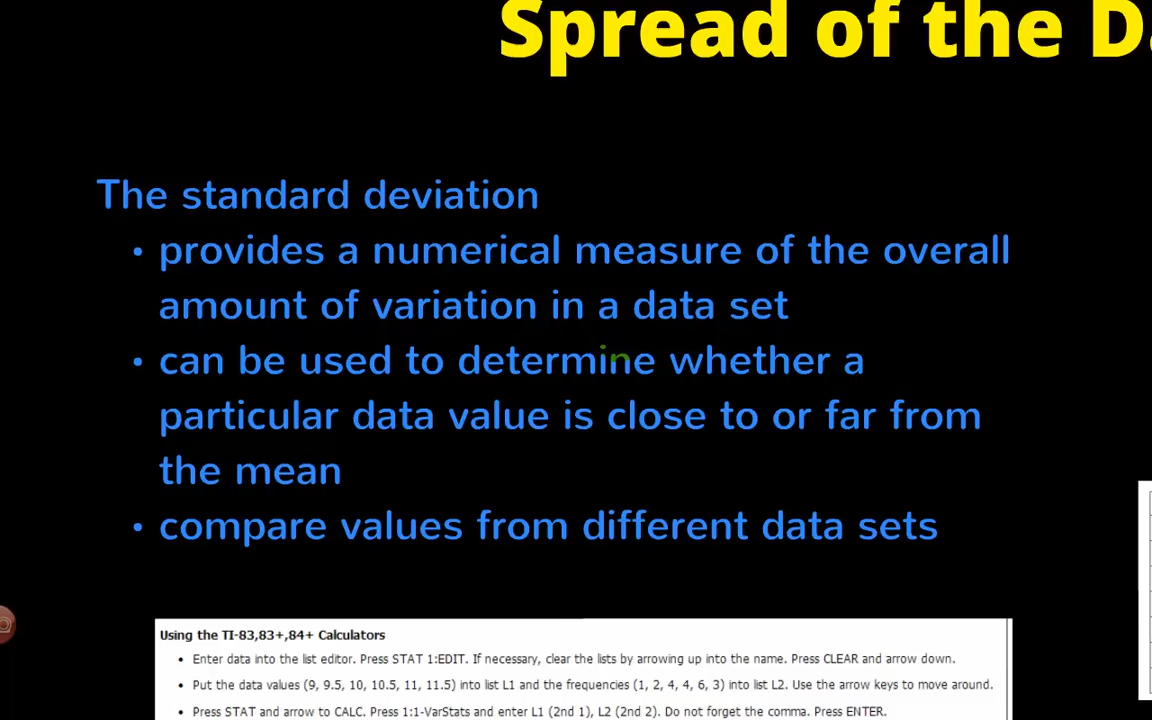 Spread of the D
The standard deviation
• provides a numerical measure of the overall
amount of variation in a data set
• can be used to determine whether a
particular data value is close to or far from
the mean
• compare values from different data sets
Using the TI-83,83+,84+ Calculators
• Enter data into the list editor. Press STAT 1:EDIT. If necessary, clear the lists by arrowing up into the name. Press CLEAR and arrow down.
• Put the data values (9, 9.5, 10, 10.5, 11, 11.5) into list L1 and the frequencies (1, 2, 4, 4, 6, 3) into list L2. Use the arrow keys to move around.
• Press STAT and arrow to CALC. Press 1:1-VarStats and enter L1 (2nd 1), L2 (2nd 2). Do not forget the comma. Press ENTER.